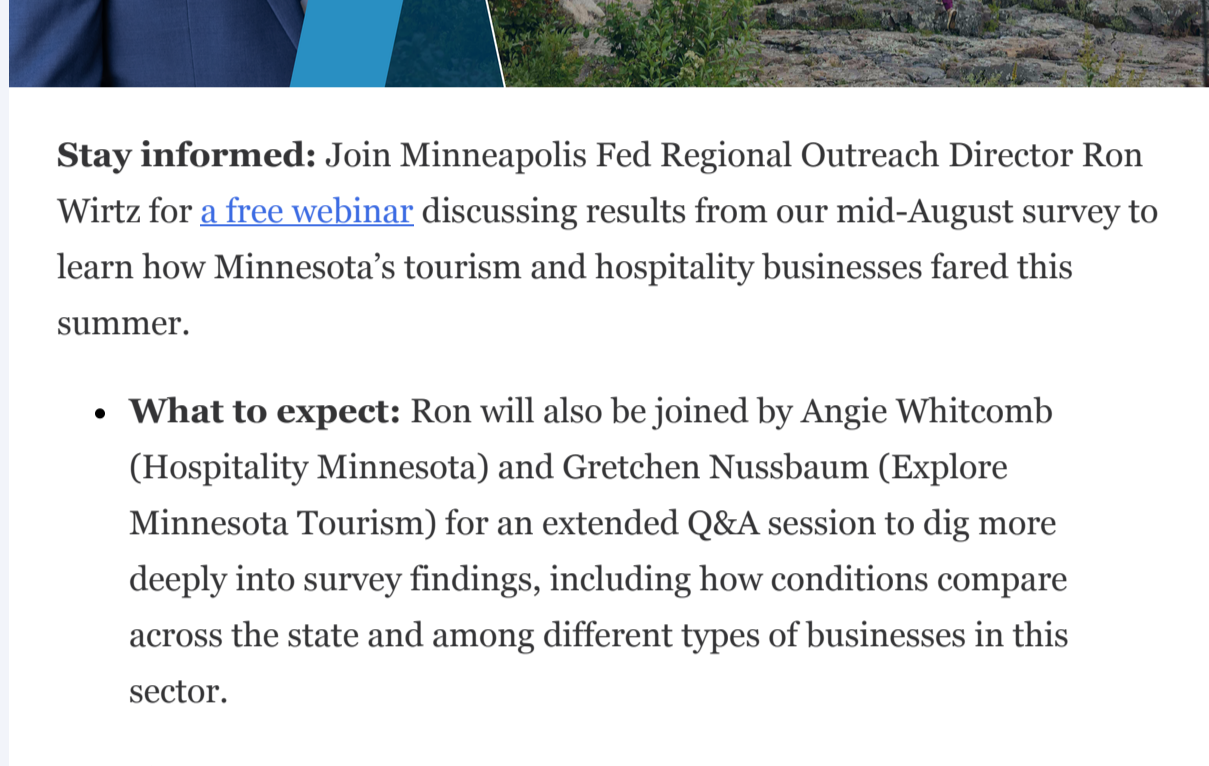 Stay informed: Join Minneapolis Fed Regional Outreach Director Ron
Wirtz for a free webinar discussing results from our mid-August survey to
learn how Minnesota’s tourism and hospitality businesses fared this
summer.
• What to expect: Ron will also be joined by Angie Whitcomb
(Hospitality Minnesota) and Gretchen Nussbaum (Explore
Minnesota Tourism) for an extended Q&A session to dig more
deeply into survey findings, including how conditions compare
across the state and among different types of businesses in this
sector.